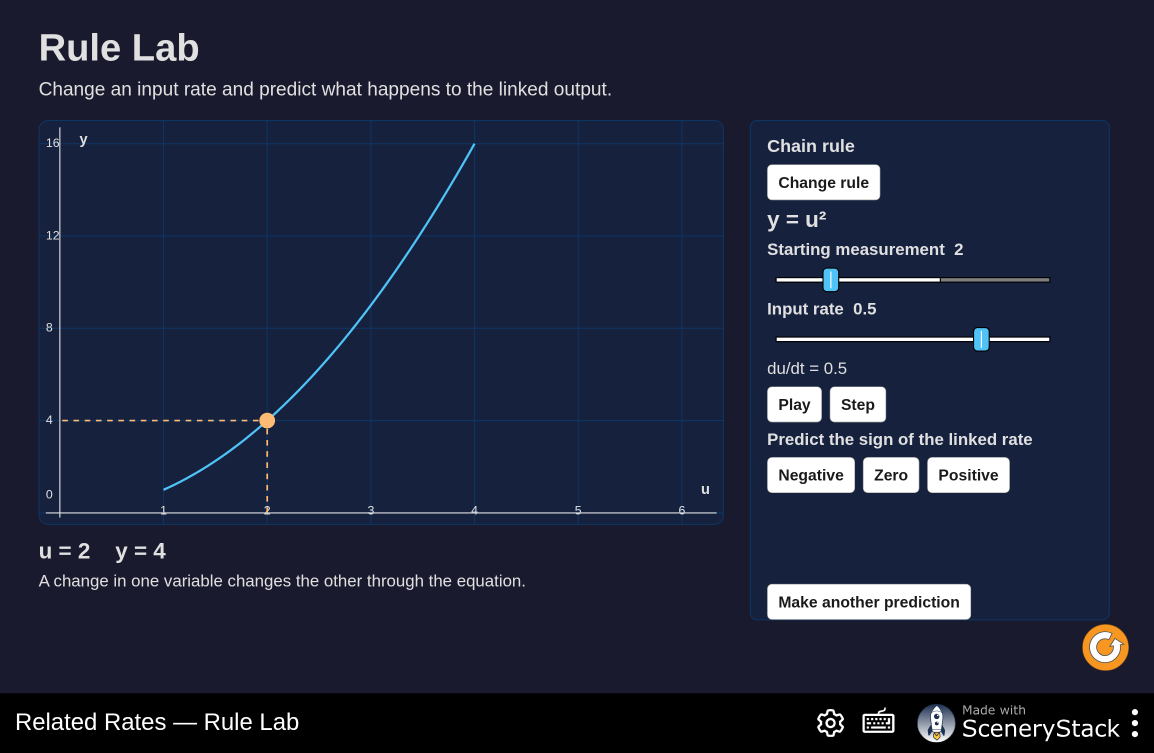 Rule Lab
Change an input rate and predict what happens to the linked output.
16
y
12
8
4
0
u
1
2
3
4
5
6
u = 2 y = 4
A change in one variable changes the other through the equation.
Chain rule
Change rule
y = u²
Starting measurement 2
Input rate 0.5
du/dt = 0.5
Play Step
Predict the sign of the linked rate
Negative Zero Positive
Make another prediction
Related Rates — Rule Lab
Made with
SceneryStack